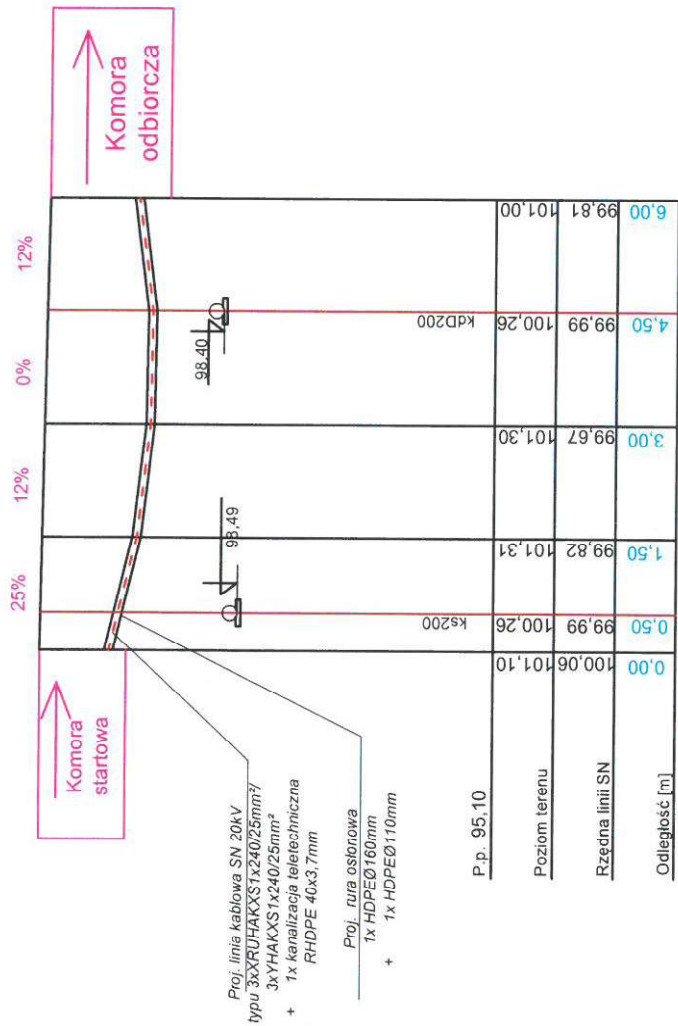 25%
12%
0%
12%
Komora
startowa
Komora
odbiorcza
98,49
98,40
Proj. linia kablowa SN 20kV
typu 3xXRUHAKXS1x240/25mm²/
3xYHAKXS1x240/25mm²
+ 1x kanalizacja teletechniczna
RHDPE 40x3,7mm
Proj. rura osłonowa
1x HDPEØ160mm
+ 1x HDPEØ110mm
ks200
kdD200
P.p. 95,10
Poziom terenu 101,10 100,26 101,31 101,30 100,26 101,00
Rzędna linii SN 100,06 99,99 99,82 99,67 99,99 99,81
Odległość [m] 0,00 0,50 1,50 3,00 4,50 6,00